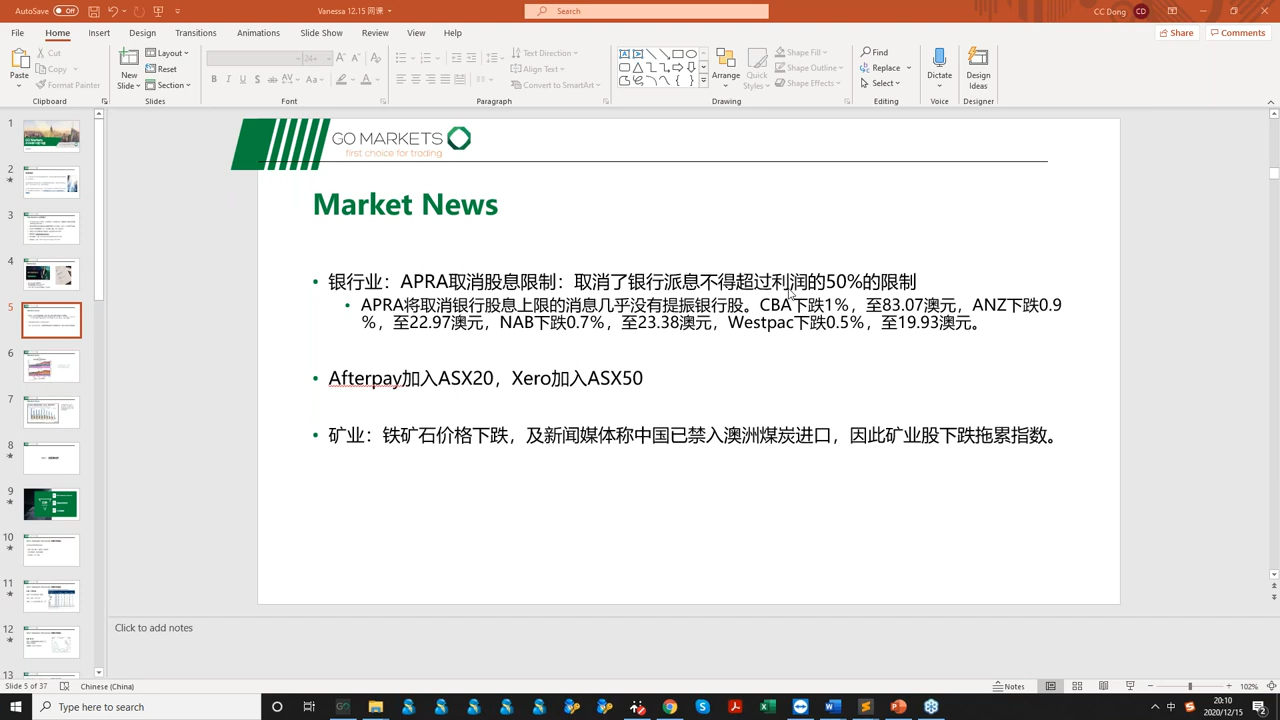 AutoSave Off
Vanessa 12.15 网课
Search
CC Dong CD
File Home Insert Design Transitions Animations Slide Show Review View Help
Share Comments
Paste
Cut
Copy
Format Painter
Clipboard
New Slide
Layout
Reset
Section
Slides
Font
Text Direction
Align Text
Convert to SmartArt
Paragraph
Arrange
Quick Styles
Shape Fill
Shape Outline
Shape Effects
Drawing
Find
Replace
Select
Editing
Dictate
Voice
Design Ideas
Designer
1
2
3
4
5
7
8
9
10
11
12
13
GO MARKETS
first choice for trading
Market News
• 银行业：APRA取消股息限制：取消了银行派息不得超过利润的50%的限制
• APRA将取消银行股息上限的消息几乎没有提振银行股。CBA下跌1%，至83.07澳元，ANZ下跌0.9
%，至22.97澳元，NAB下跌0.7%，至23.38澳元，Westpac下跌0.5%，至19.93澳元。
• Afterpay加入ASX20，Xero加入ASX50
• 矿业：铁矿石价格下跌，及新闻媒体称中国已禁入澳洲煤炭进口，因此矿业股下跌拖累指数。
Click to add notes
Slide 5 of 37
Chinese (China)
Notes
102%
Type here to search
中
20:10
2020/12/15